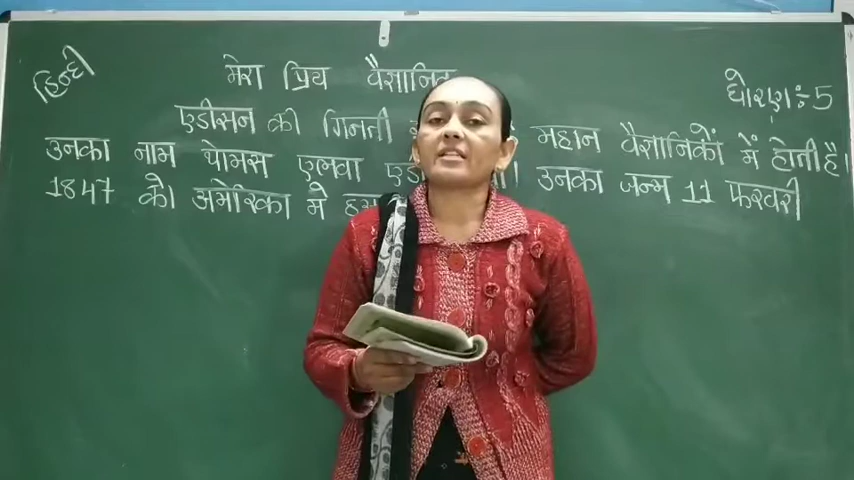 हिन्दी
मेरा प्रिय वैज्ञानिक
धोरण ÷ 5
एडीसन की गिनती महान वैज्ञानिकों में होती है,
उनका नाम थॉमस एल्वा उनका जन्म 11 फरवरी
1847 को अमेरिका में